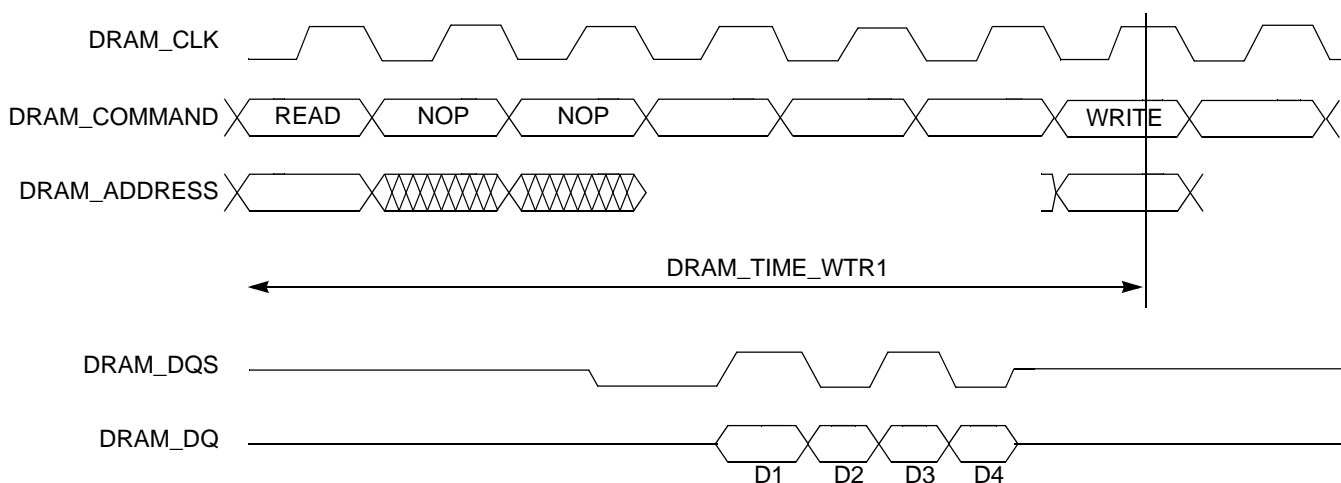 DRAM_CLK
DRAM_COMMAND READ NOP NOP WRITE
DRAM_ADDRESS
DRAM_TIME_WTR1
DRAM_DQS
DRAM_DQ
D1 D2 D3 D4